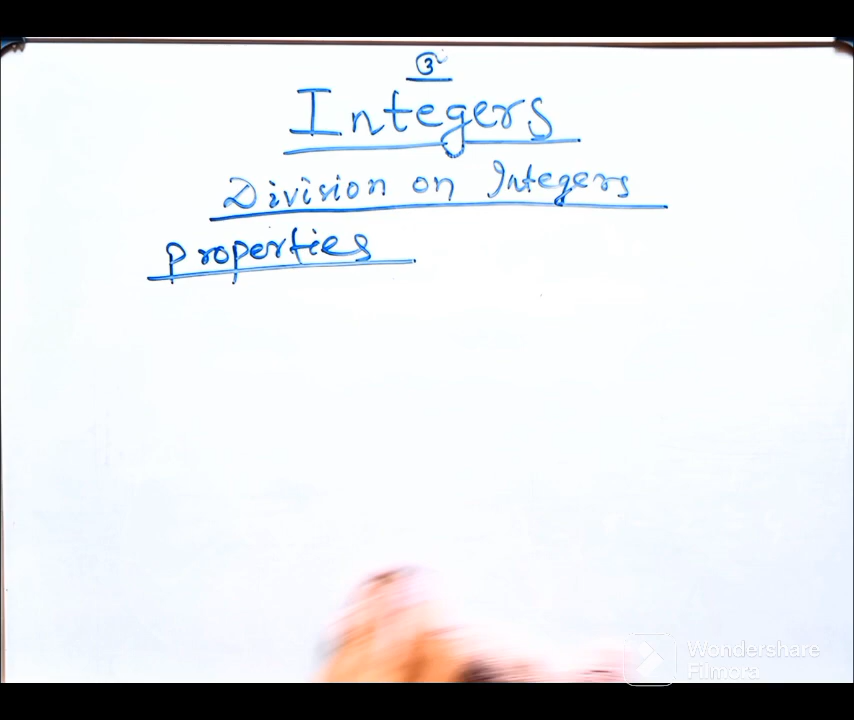 ③
Integers
Division on Integers
Properties
Wondershare
Filmora